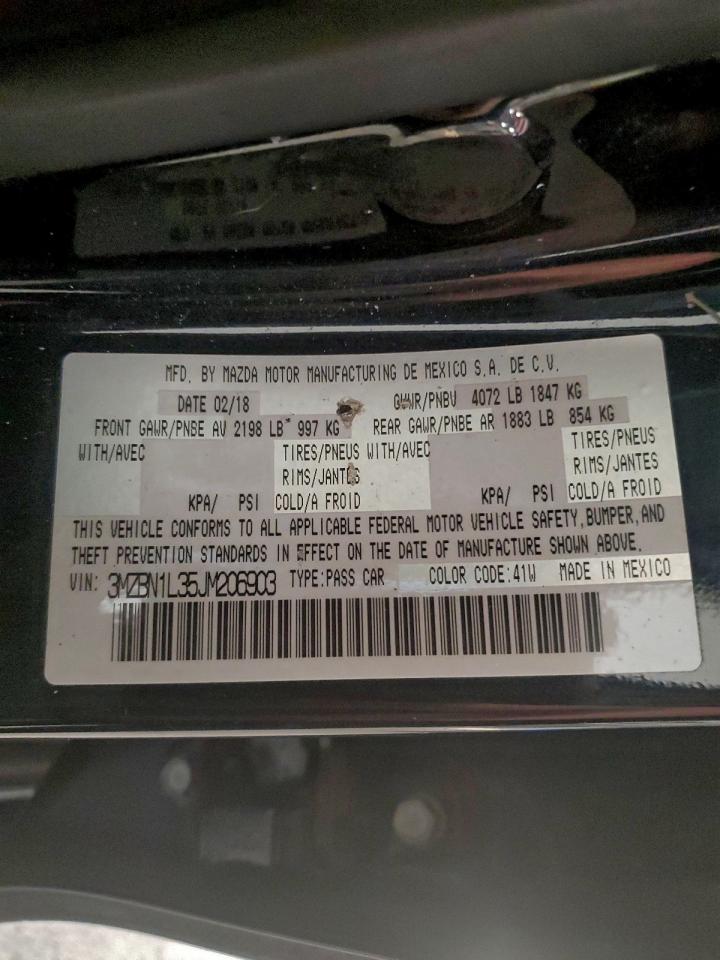 MFD. BY MAZDA MOTOR MANUFACTURING DE MEXICO S.A. DE C.V.
DATE 02/18 GVWR/PNBV 4072 LB 1847 KG
FRONT GAWR/PNBE AV 2198 LB 997 KG REAR GAWR/PNBE AR 1883 LB 854 KG
WITH/AVEC TIRES/PNEUS WITH/AVEC TIRES/PNEUS
RIMS/JANTES RIMS/JANTES
KPA/ PSI COLD/A FROID KPA/ PSI COLD/A FROID
THIS VEHICLE CONFORMS TO ALL APPLICABLE FEDERAL MOTOR VEHICLE SAFETY, BUMPER, AND
THEFT PREVENTION STANDARDS IN EFFECT ON THE DATE OF MANUFACTURE SHOWN ABOVE.
VIN: 3MZBN1L35JM206903 TYPE:PASS CAR COLOR CODE:41W MADE IN MEXICO